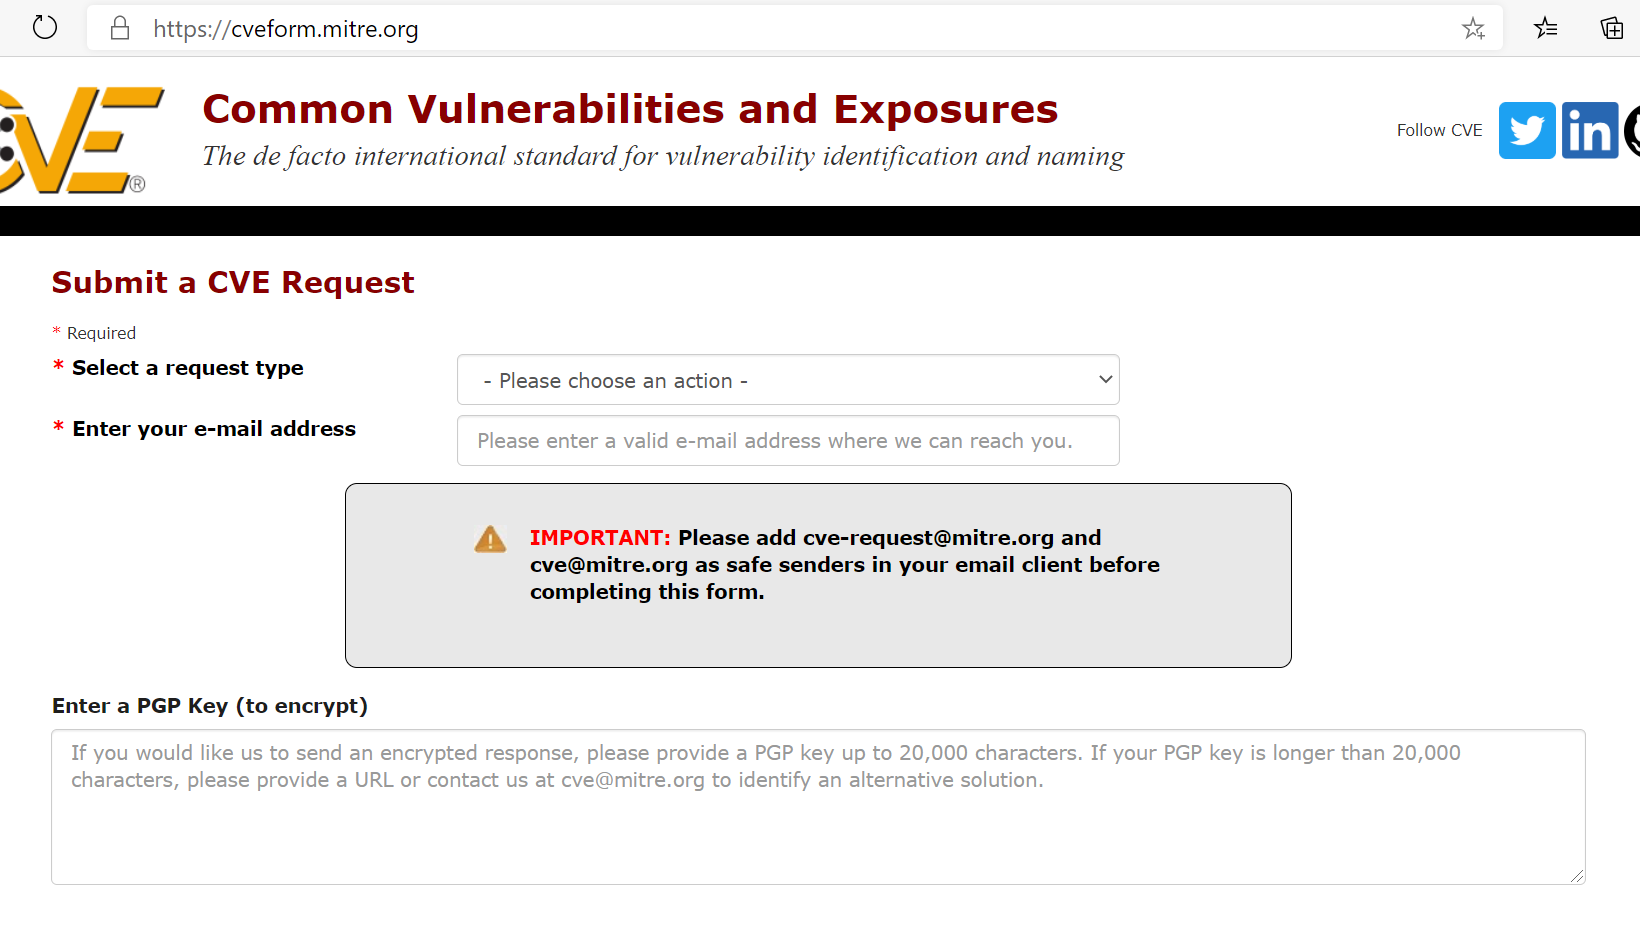 https://cveform.mitre.org
CVE®
Common Vulnerabilities and Exposures
The de facto international standard for vulnerability identification and naming
Follow CVE
in
Submit a CVE Request
* Required
* Select a request type
- Please choose an action -
* Enter your e-mail address
Please enter a valid e-mail address where we can reach you.
IMPORTANT: Please add cve-request@mitre.org and
cve@mitre.org as safe senders in your email client before
completing this form.
Enter a PGP Key (to encrypt)
If you would like us to send an encrypted response, please provide a PGP key up to 20,000 characters. If your PGP key is longer than 20,000
characters, please provide a URL or contact us at cve@mitre.org to identify an alternative solution.